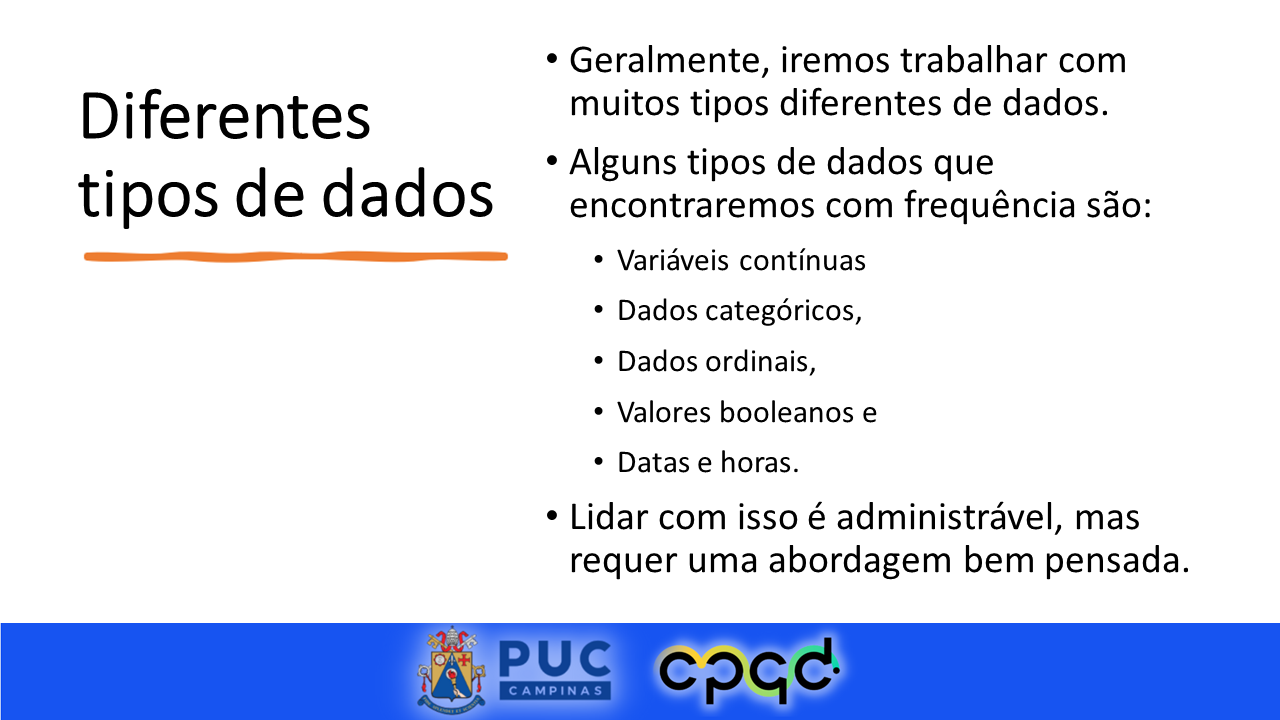 Diferentes
tipos de dados
• Geralmente, iremos trabalhar com
muitos tipos diferentes de dados.
• Alguns tipos de dados que
encontraremos com frequência são:
• Variáveis contínuas
• Dados categóricos,
• Dados ordinais,
• Valores booleanos e
• Datas e horas.
• Lidar com isso é administrável, mas
requer uma abordagem bem pensada.
PUC
CAMPINAS
cpqd